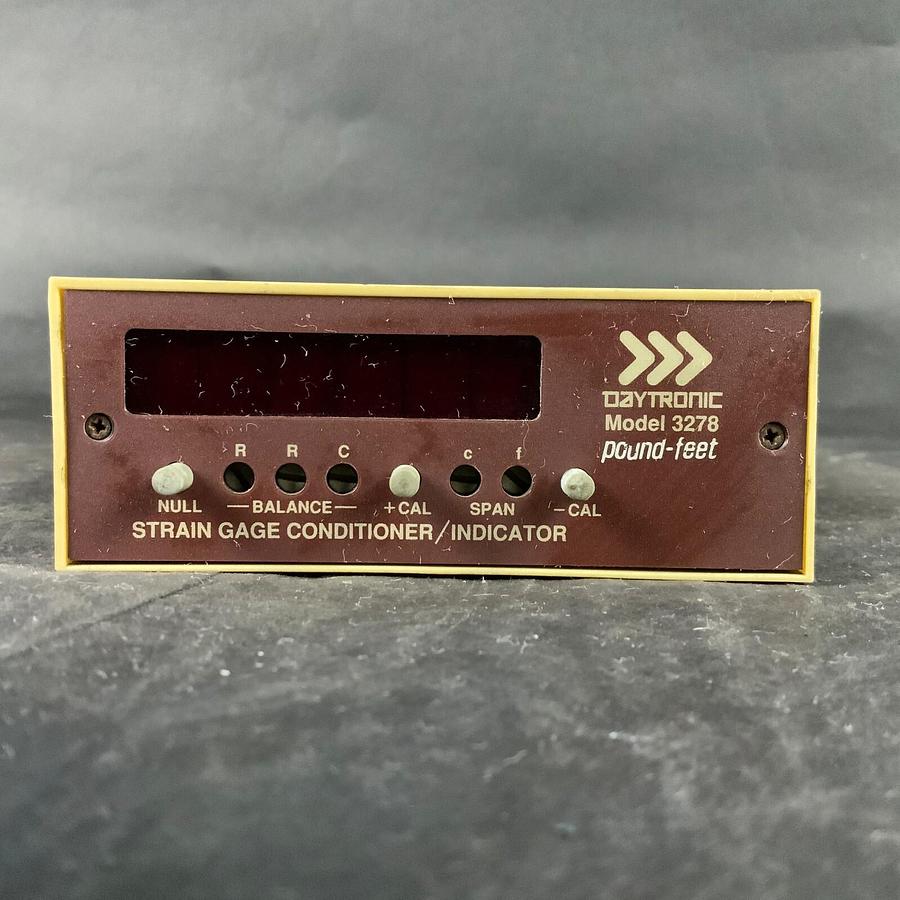 DAYTRONIC
Model 3278
pound-feet
R R C c f
NULL —BALANCE— +CAL SPAN -CAL
STRAIN GAGE CONDITIONER/INDICATOR